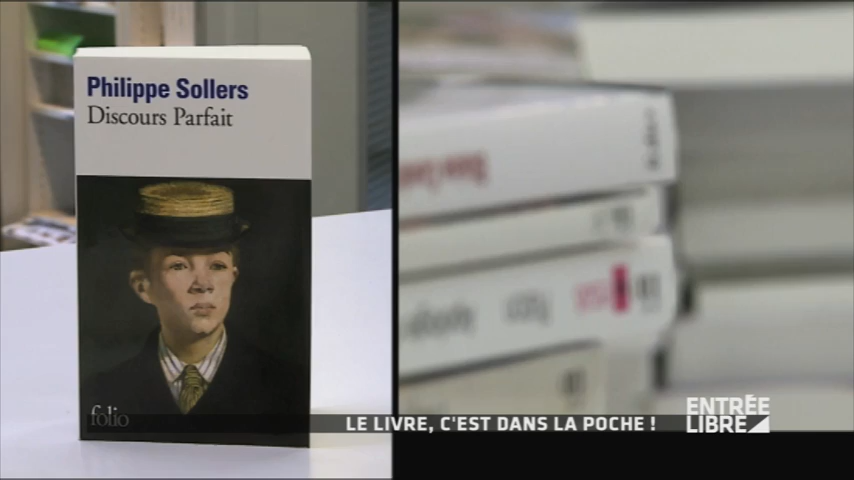 Philippe Sollers
Discours Parfait
folio
LE LIVRE, C'EST DANS LA POCHE !
ENTRÉE
LIBRE